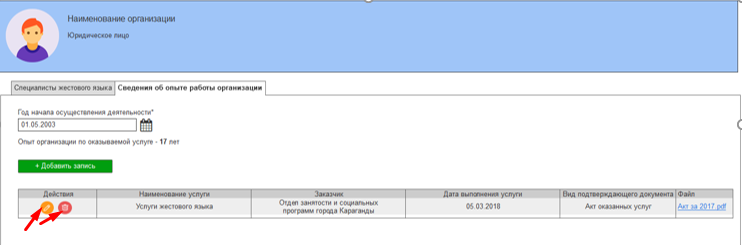 Наименование организации
Юридическое лицо
Специалисты жестового языка
Сведения об опыте работы организации
Год начала осуществления деятельности*
01.05.2003
Опыт организации по оказываемой услуге - 17 лет
+ Добавить запись
Действия
Наименование услуги
Заказчик
Дата выполнения услуги
Вид подтверждающего документа
Файл
Услуги жестового языка
Отдел занятости и социальных
программ города Караганды
05.03.2018
Акт оказанных услуг
Акт за 2017.pdf